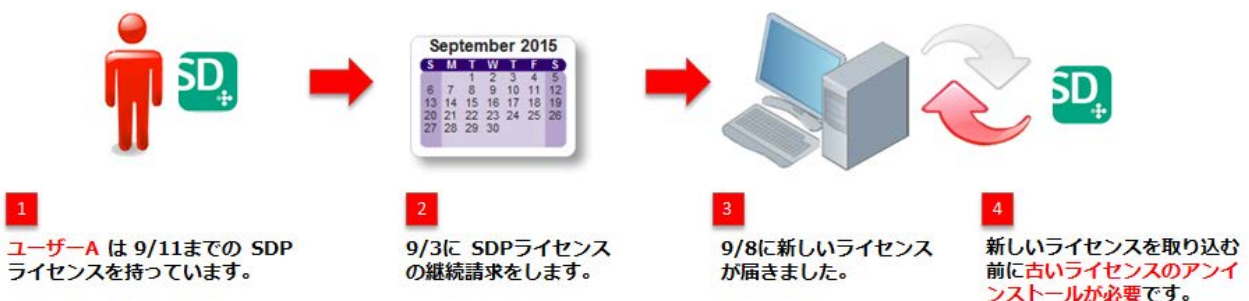 SD
September 2015
S M T W T F S
1 2 3 4 5
6 7 8 9 10 11 12
13 14 15 16 17 18 19
20 21 22 23 24 25 26
27 28 29 30
SD
1
ユーザーA は 9/11までの SDP
ライセンスを持っています。
2
9/3に SDPライセンス
の継続請求をします。
3
9/8に新しいライセンス
が届きました。
4
新しいライセンスを取り込む
前に古いライセンスのアンイ
ンストールが必要です。